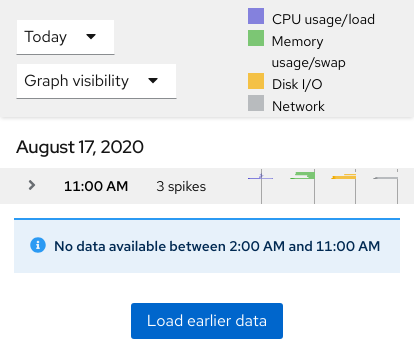 Today
Graph visibility
CPU usage/load
Memory
usage/swap
Disk I/O
Network
August 17, 2020
11:00 AM 3 spikes
No data available between 2:00 AM and 11:00 AM
Load earlier data